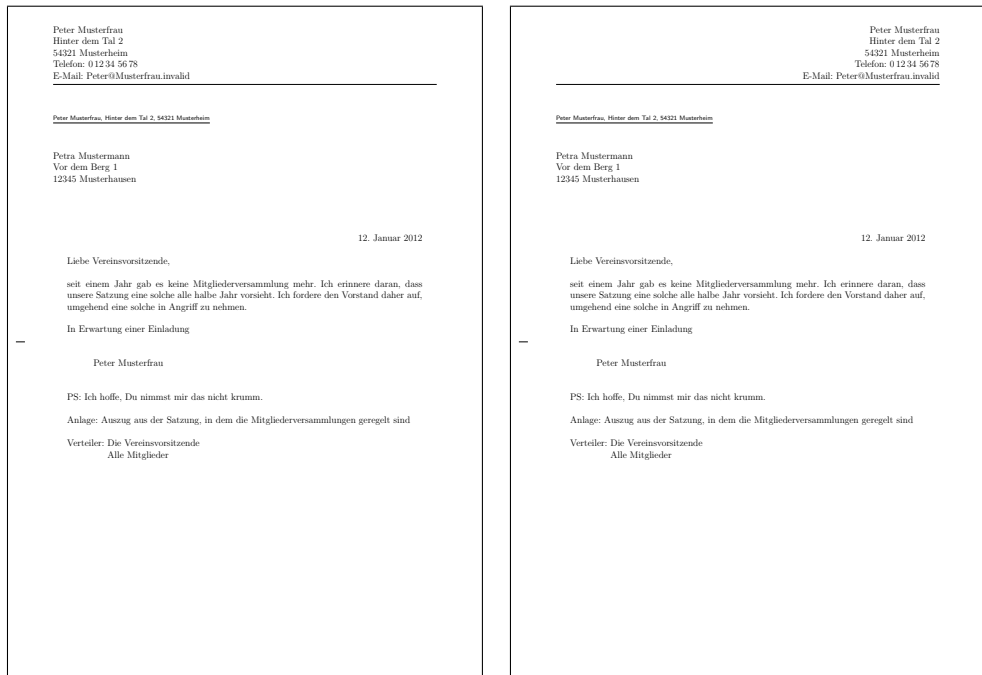 Peter Musterfrau
Hinter dem Tal 2
54321 Musterheim
Telefon: 0 12 34 56 78
E-Mail: Peter@Musterfrau.invalid
Peter Musterfrau, Hinter dem Tal 2, 54321 Musterheim
Petra Mustermann
Vor dem Berg 1
12345 Musterhausen
12. Januar 2012
Liebe Vereinsvorsitzende,
seit einem Jahr gab es keine Mitgliederversammlung mehr. Ich erinnere daran, dass
unsere Satzung eine solche alle halbe Jahr vorsieht. Ich fordere den Vorstand daher auf,
umgehend eine solche in Angriff zu nehmen.
In Erwartung einer Einladung
Peter Musterfrau
PS: Ich hoffe, Du nimmst mir das nicht krumm.
Anlage: Auszug aus der Satzung, in dem die Mitgliederversammlungen geregelt sind
Verteiler: Die Vereinsvorsitzende
Alle Mitglieder
Peter Musterfrau
Hinter dem Tal 2
54321 Musterheim
Telefon: 0 12 34 56 78
E-Mail: Peter@Musterfrau.invalid
Peter Musterfrau, Hinter dem Tal 2, 54321 Musterheim
Petra Mustermann
Vor dem Berg 1
12345 Musterhausen
12. Januar 2012
Liebe Vereinsvorsitzende,
seit einem Jahr gab es keine Mitgliederversammlung mehr. Ich erinnere daran, dass
unsere Satzung eine solche alle halbe Jahr vorsieht. Ich fordere den Vorstand daher auf,
umgehend eine solche in Angriff zu nehmen.
In Erwartung einer Einladung
Peter Musterfrau
PS: Ich hoffe, Du nimmst mir das nicht krumm.
Anlage: Auszug aus der Satzung, in dem die Mitgliederversammlungen geregelt sind
Verteiler: Die Vereinsvorsitzende
Alle Mitglieder